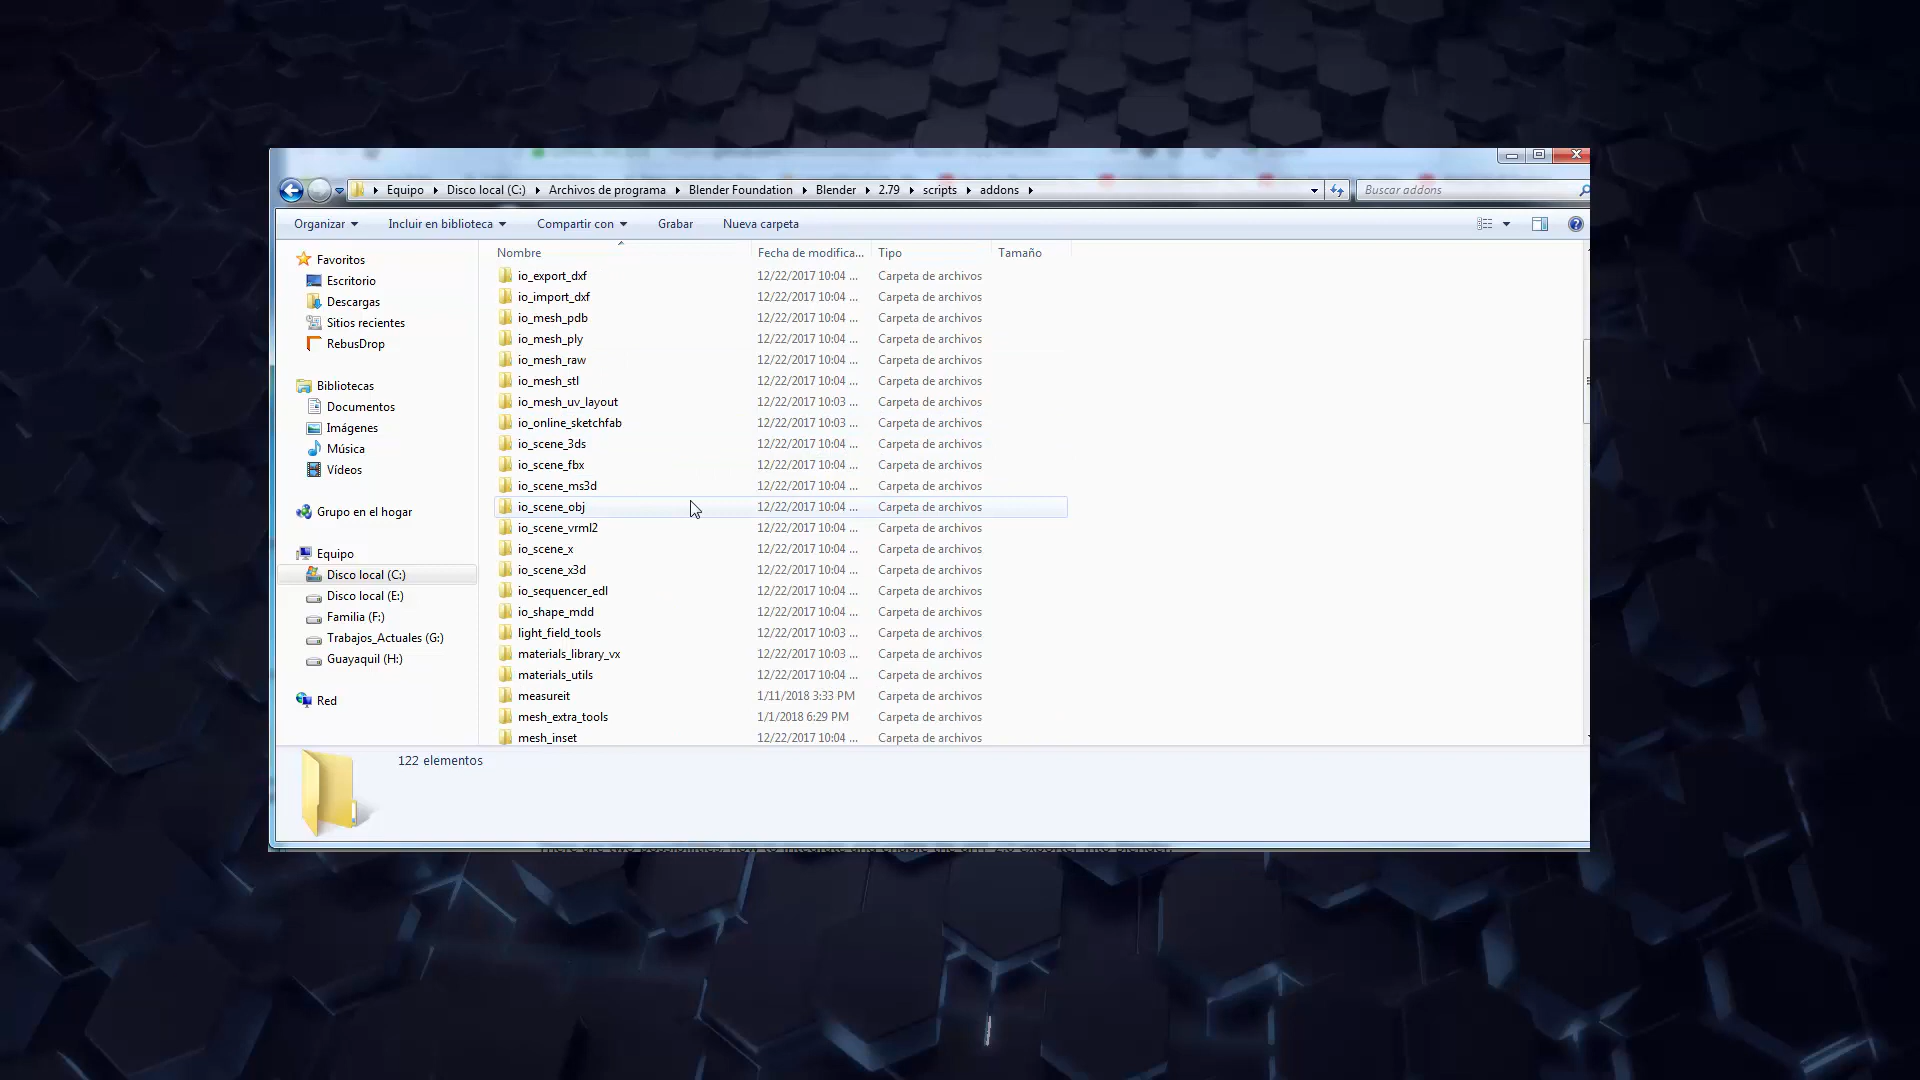 Equipo Disco local (C:) Archivos de programa Blender Foundation Blender 2.79 scripts addons Buscar addons
Organizar Incluir en biblioteca Compartir con Grabar Nueva carpeta
Nombre Fecha de modifica... Tipo Tamaño
Favoritos
Escritorio
Descargas
Sitios recientes
RebusDrop
Bibliotecas
Documentos
Imágenes
Música
Vídeos
Grupo en el hogar
Equipo
Disco local (C:)
Disco local (E:)
Familia (F:)
Trabajos_Actuales (G:)
Guayaquil (H:)
Red
io_export_dxf 12/22/2017 10:04 ... Carpeta de archivos
io_import_dxf 12/22/2017 10:04 ... Carpeta de archivos
io_mesh_pdb 12/22/2017 10:04 ... Carpeta de archivos
io_mesh_ply 12/22/2017 10:04 ... Carpeta de archivos
io_mesh_raw 12/22/2017 10:04 ... Carpeta de archivos
io_mesh_stl 12/22/2017 10:04 ... Carpeta de archivos
io_mesh_uv_layout 12/22/2017 10:03 ... Carpeta de archivos
io_online_sketchfab 12/22/2017 10:03 ... Carpeta de archivos
io_scene_3ds 12/22/2017 10:04 ... Carpeta de archivos
io_scene_fbx 12/22/2017 10:04 ... Carpeta de archivos
io_scene_ms3d 12/22/2017 10:04 ... Carpeta de archivos
io_scene_obj 12/22/2017 10:04 ... Carpeta de archivos
io_scene_vrml2 12/22/2017 10:04 ... Carpeta de archivos
io_scene_x 12/22/2017 10:04 ... Carpeta de archivos
io_scene_x3d 12/22/2017 10:04 ... Carpeta de archivos
io_sequencer_edl 12/22/2017 10:04 ... Carpeta de archivos
io_shape_mdd 12/22/2017 10:04 ... Carpeta de archivos
light_field_tools 12/22/2017 10:03 ... Carpeta de archivos
materials_library_vx 12/22/2017 10:03 ... Carpeta de archivos
materials_utils 12/22/2017 10:04 ... Carpeta de archivos
measureit 1/11/2018 3:33 PM Carpeta de archivos
mesh_extra_tools 1/1/2018 6:29 PM Carpeta de archivos
mesh_inset 12/22/2017 10:04 ... Carpeta de archivos
122 elementos